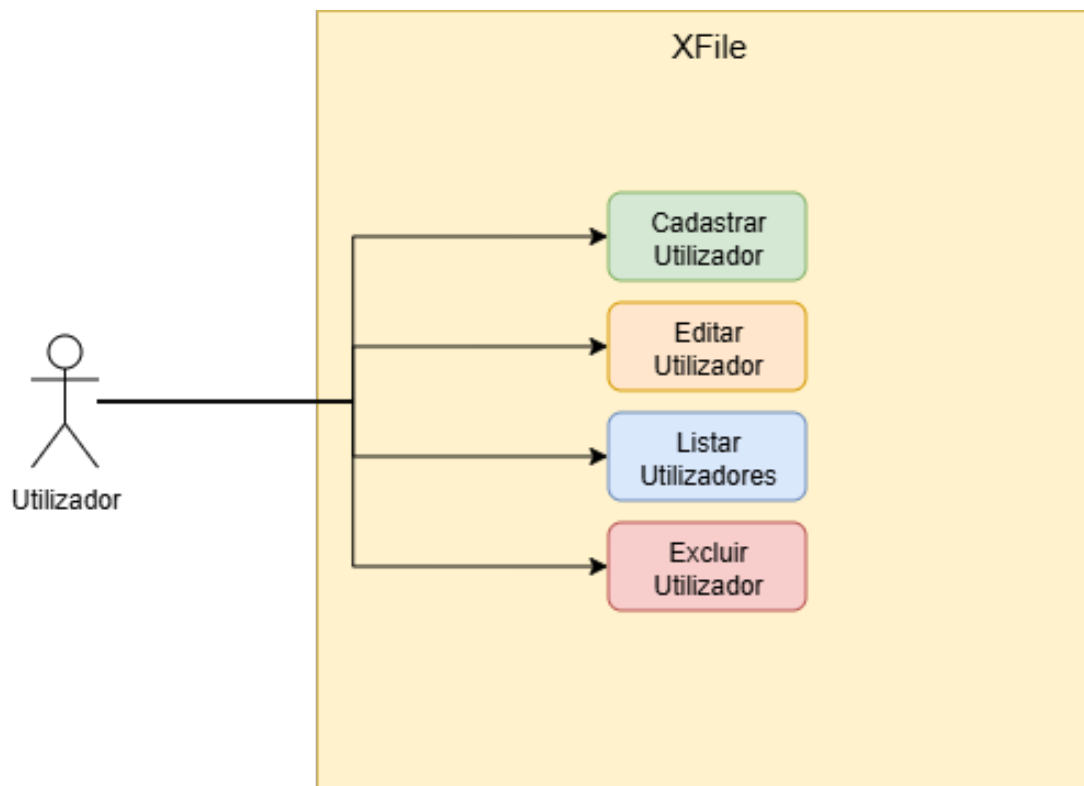 XFile
Cadastrar
Utilizador
Editar
Utilizador
Listar
Utilizadores
Excluir
Utilizador
Utilizador